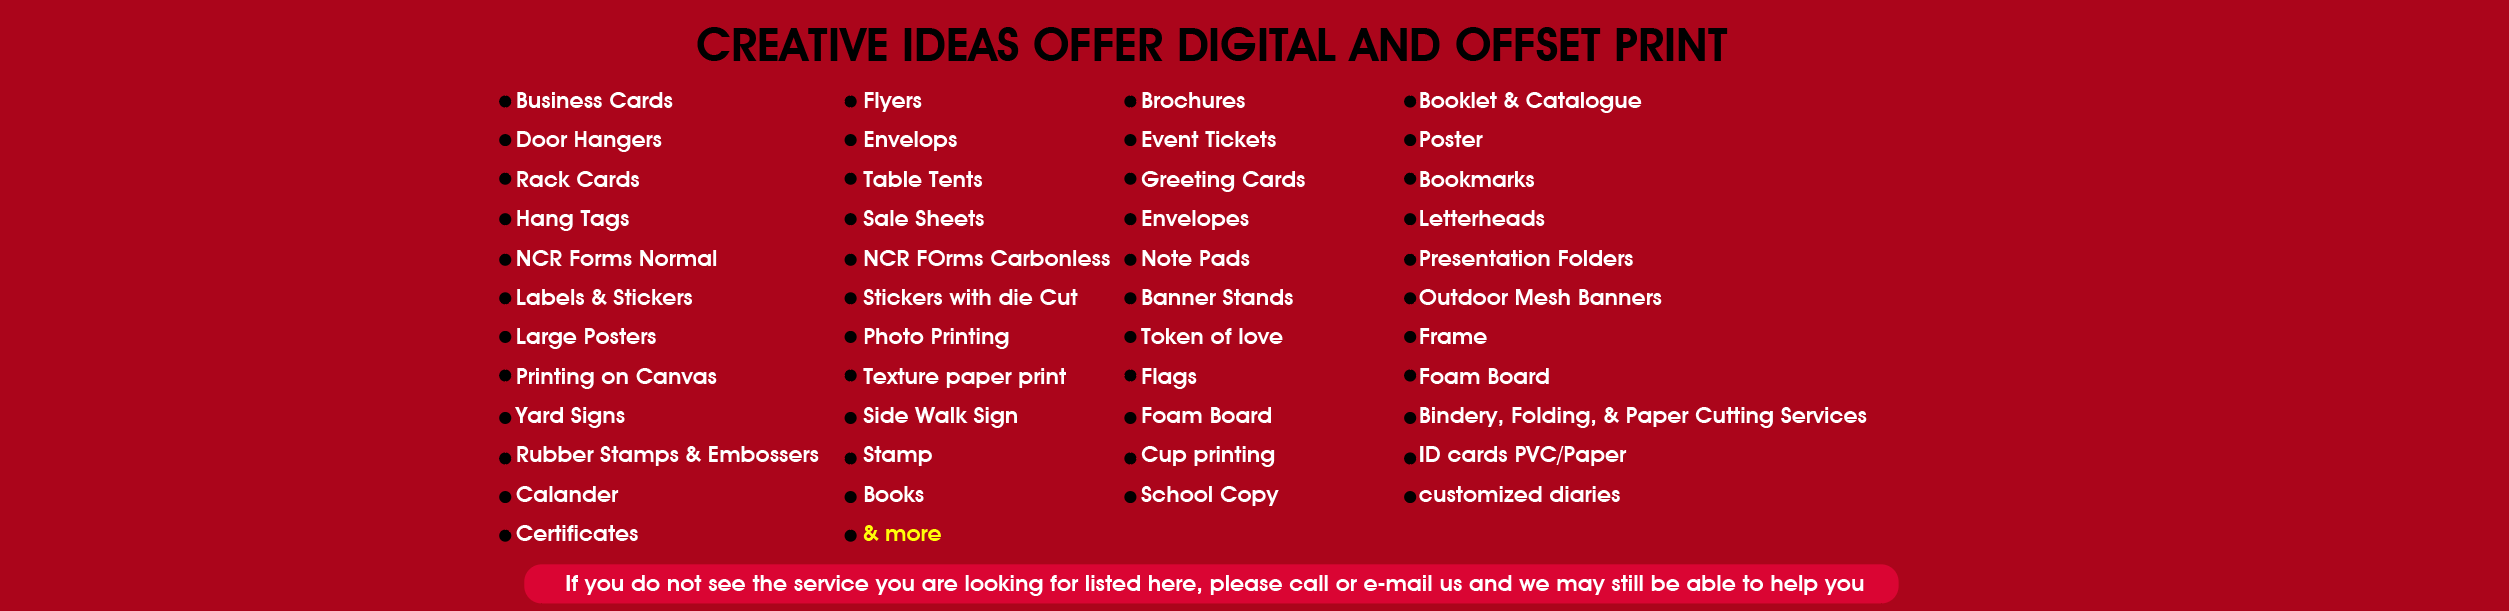 CREATIVE IDEAS OFFER DIGITAL AND OFFSET PRINT
Business Cards
Door Hangers
Rack Cards
Hang Tags
NCR Forms Normal
Labels & Stickers
Large Posters
Printing on Canvas
Yard Signs
Rubber Stamps & Embossers
Calander
Certificates
Flyers
Envelops
Table Tents
Sale Sheets
NCR FOrms Carbonless
Stickers with die Cut
Photo Printing
Texture paper print
Side Walk Sign
Stamp
Books
& more
Brochures
Event Tickets
Greeting Cards
Envelopes
Note Pads
Banner Stands
Token of love
Flags
Foam Board
Cup printing
School Copy
Booklet & Catalogue
Poster
Bookmarks
Letterheads
Presentation Folders
Outdoor Mesh Banners
Frame
Foam Board
Bindery, Folding, & Paper Cutting Services
ID cards PVC/Paper
customized diaries
If you do not see the service you are looking for listed here, please call or e-mail us and we may still be able to help you